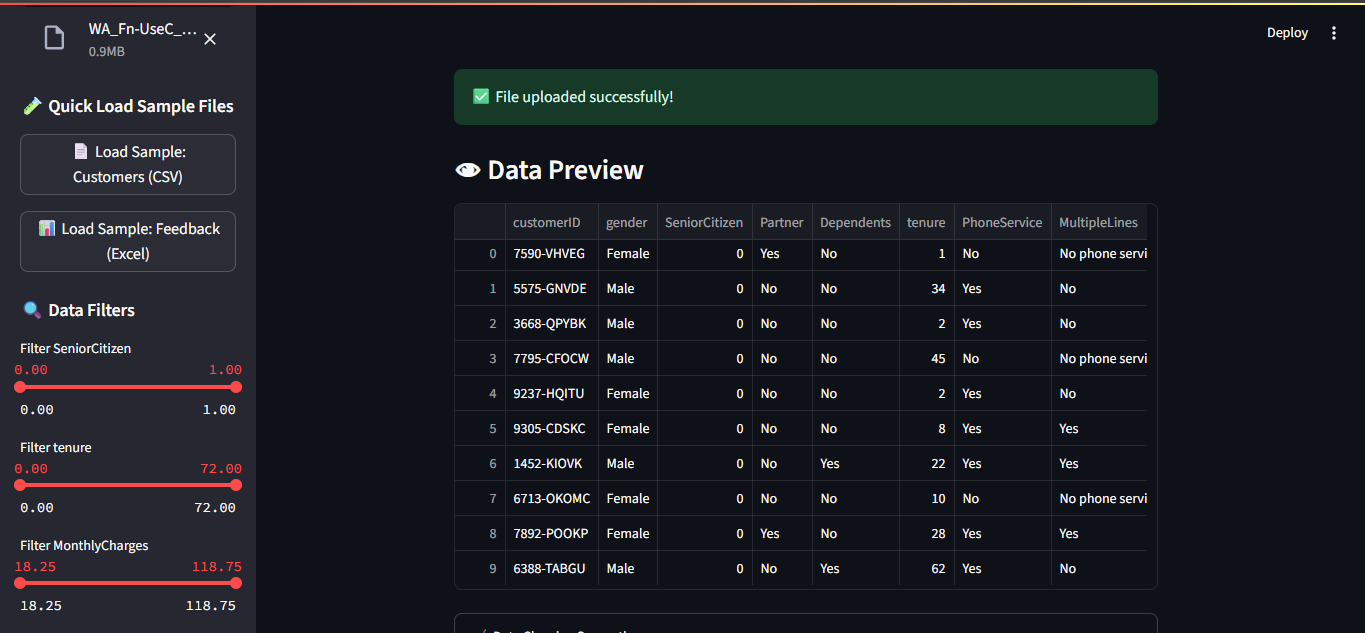 WA_Fn-UseC_...
0.9MB
Quick Load Sample Files
Load Sample:
Customers (CSV)
Load Sample: Feedback
(Excel)
Data Filters
Filter SeniorCitizen
0.00 1.00
0.00 1.00
Filter tenure
0.00 72.00
0.00 72.00
Filter MonthlyCharges
18.25 118.75
18.25 118.75
Deploy
File uploaded successfully!
Data Preview
customerID gender SeniorCitizen Partner Dependents tenure PhoneService MultipleLines
0 7590-VHVEG Female 0 Yes No 1 No No phone servi
1 5575-GNVDE Male 0 No No 34 Yes No
2 3668-QPYBK Male 0 No No 2 Yes No
3 7795-CFOCW Male 0 No No 45 No No phone servi
4 9237-HQITU Female 0 No No 2 Yes No
5 9305-CDSKC Female 0 No No 8 Yes Yes
6 1452-KIOVK Male 0 No Yes 22 Yes Yes
7 6713-OKOMC Female 0 No No 10 No No phone servi
8 7892-POOKP Female 0 Yes No 28 Yes Yes
9 6388-TABGU Male 0 No Yes 62 Yes No